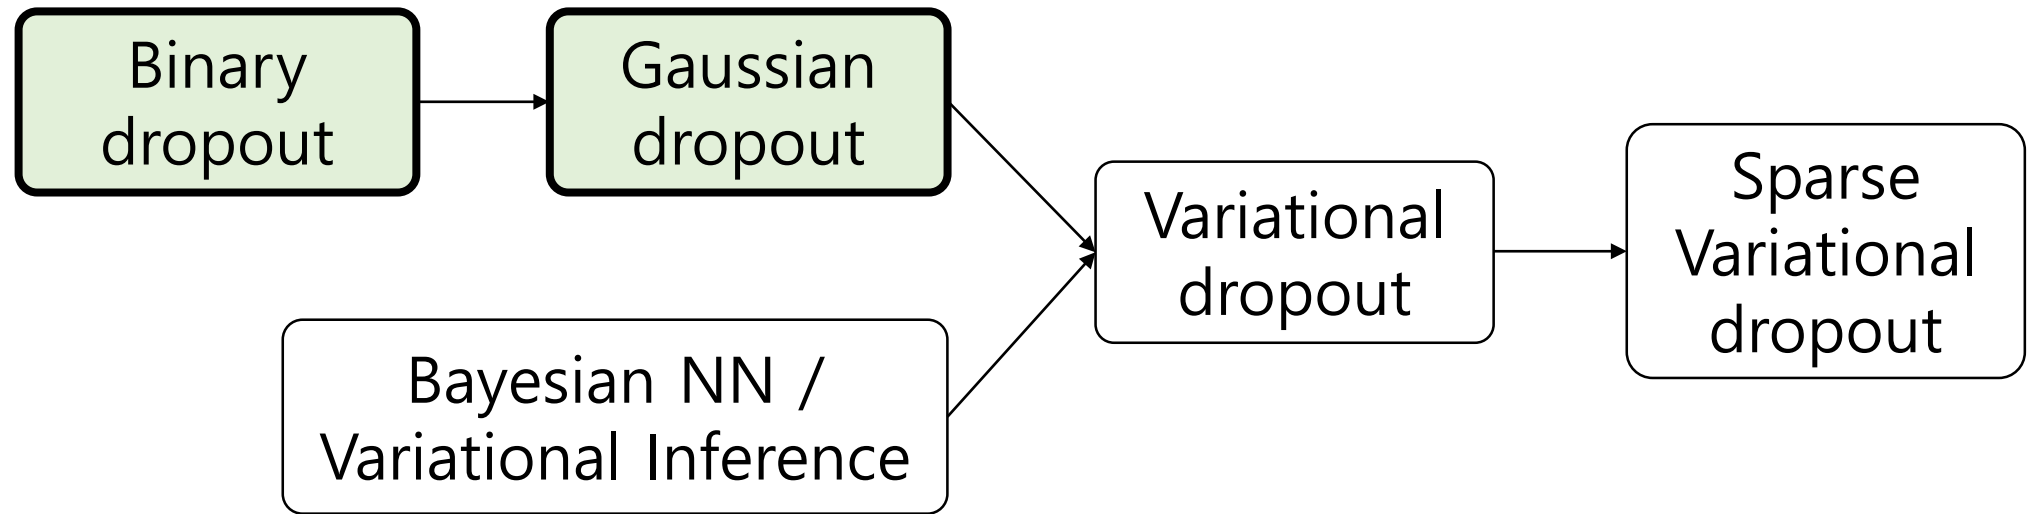 Binary
dropout
Gaussian
dropout
Bayesian NN /
Variational Inference
Variational
dropout
Sparse
Variational
dropout